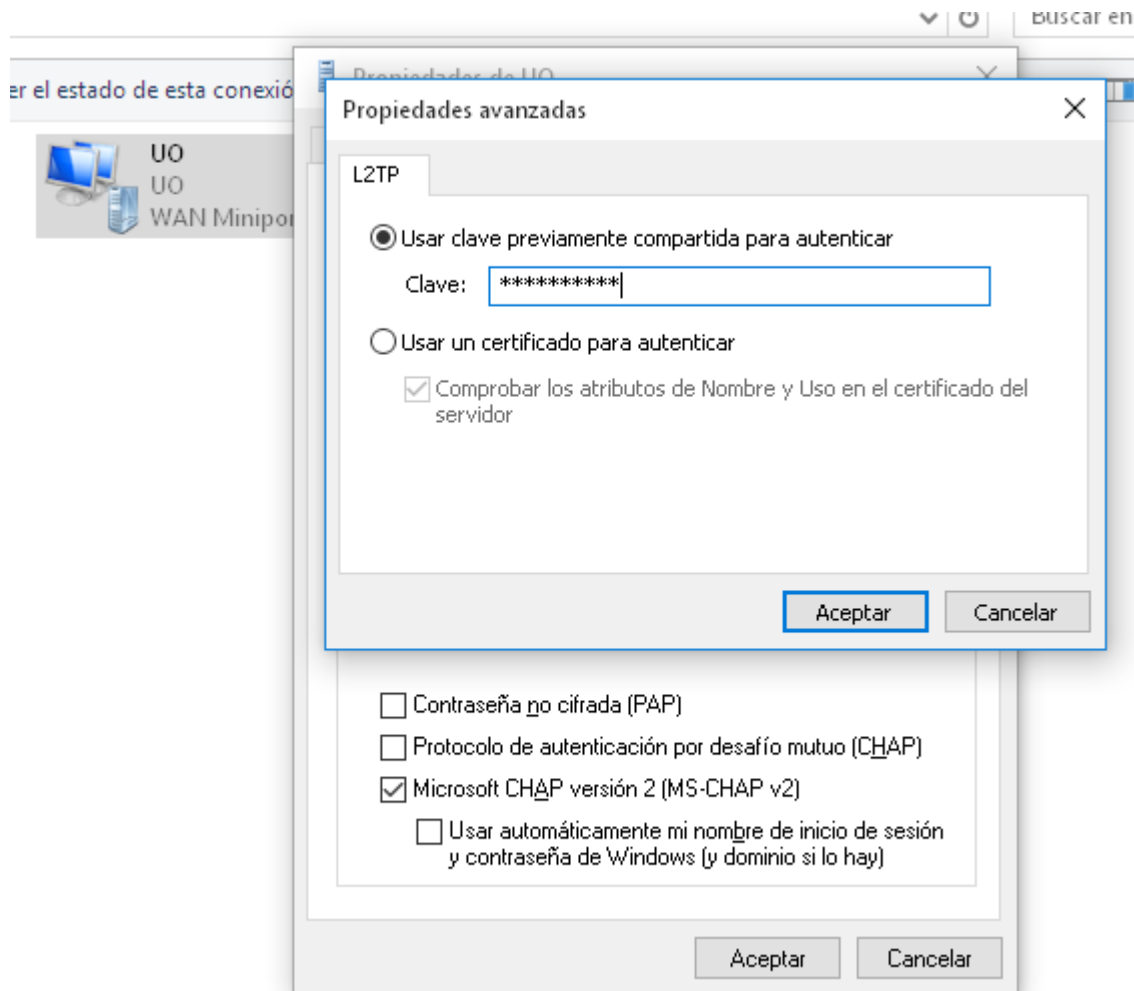 Buscar en
Propiedades de UO
er el estado de esta conexió
Propiedades avanzadas
UO
UO
WAN Minipor
L2TP
Usar clave previamente compartida para autenticar
Clave: **********
Usar un certificado para autenticar
Comprobar los atributos de Nombre y Uso en el certificado del
servidor
Aceptar Cancelar
Contraseña no cifrada (PAP)
Protocolo de autenticación por desafío mutuo (CHAP)
Microsoft CHAP versión 2 (MS-CHAP v2)
Usar automáticamente mi nombre de inicio de sesión
y contraseña de Windows (y dominio si lo hay)
Aceptar Cancelar